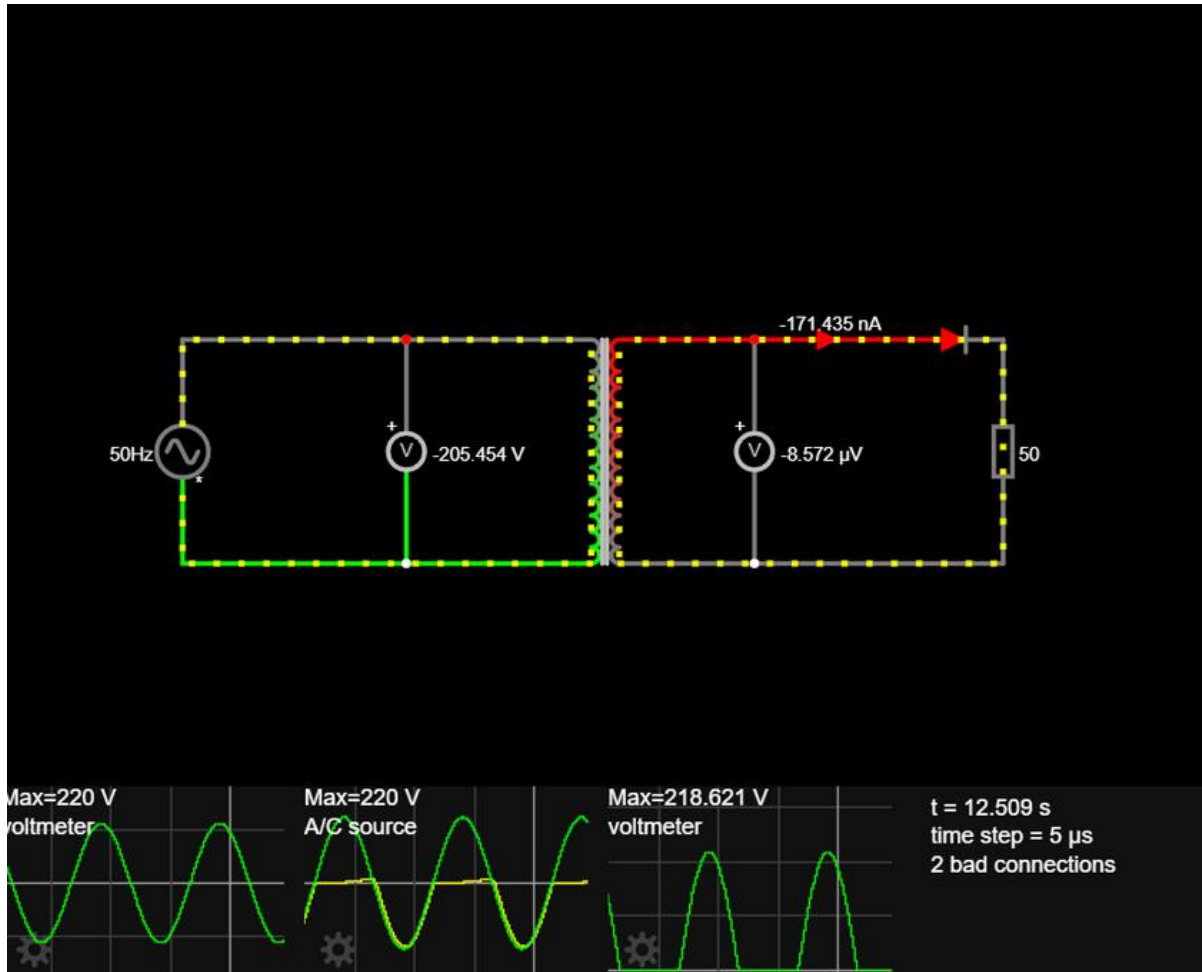 -171.435 nA
50Hz
*
+
V
-205.454 V
+
V
-8.572 μV
50
Max=220 V
voltmeter
Max=220 V
A/C source
Max=218.621 V
voltmeter
t = 12.509 s
time step = 5 μs
2 bad connections